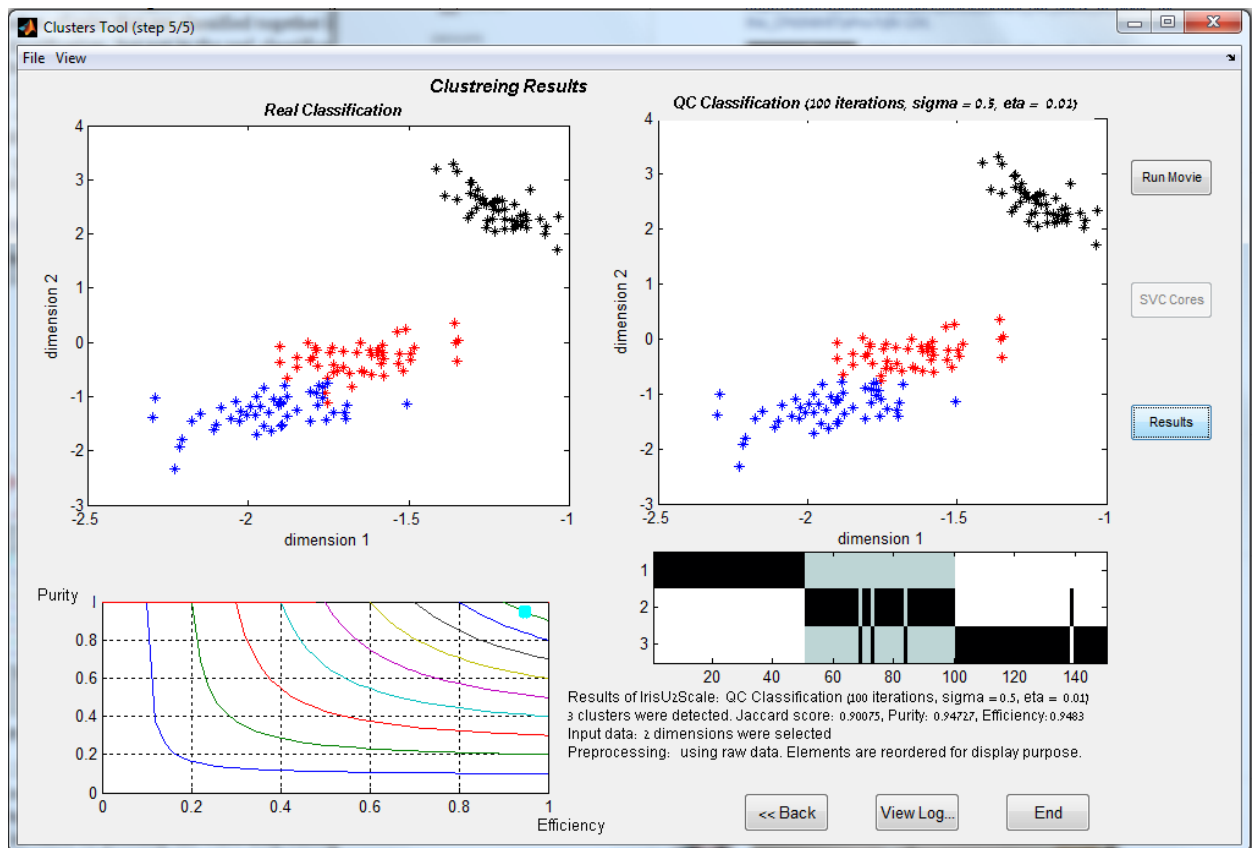 Clusters Tool (step 5/5)
File View
Clustreing Results
Real Classification
4
3
2
1
0
-1
-2
-3
dimension 2
-2.5 -2 -1.5 -1
dimension 1
QC Classification (100 iterations, sigma = 0.5, eta = 0.01)
4
3
2
1
0
-1
-2
-3
dimension 2
-2.5 -2 -1.5 -1
dimension 1
Run Movie
SVC Cores
Results
Purity
1
0.8
0.6
0.4
0.2
0
0 0.2 0.4 0.6 0.8 1
Efficiency
1
2
3
20 40 60 80 100 120 140
Results of IrisU2Scale: QC Classification (100 iterations, sigma = 0.5, eta = 0.01)
3 clusters were detected. Jaccard score: 0.90075, Purity: 0.94727, Efficiency: 0.9483
Input data: 2 dimensions were selected
Preprocessing: using raw data. Elements are reordered for display purpose.
<< Back
View Log...
End